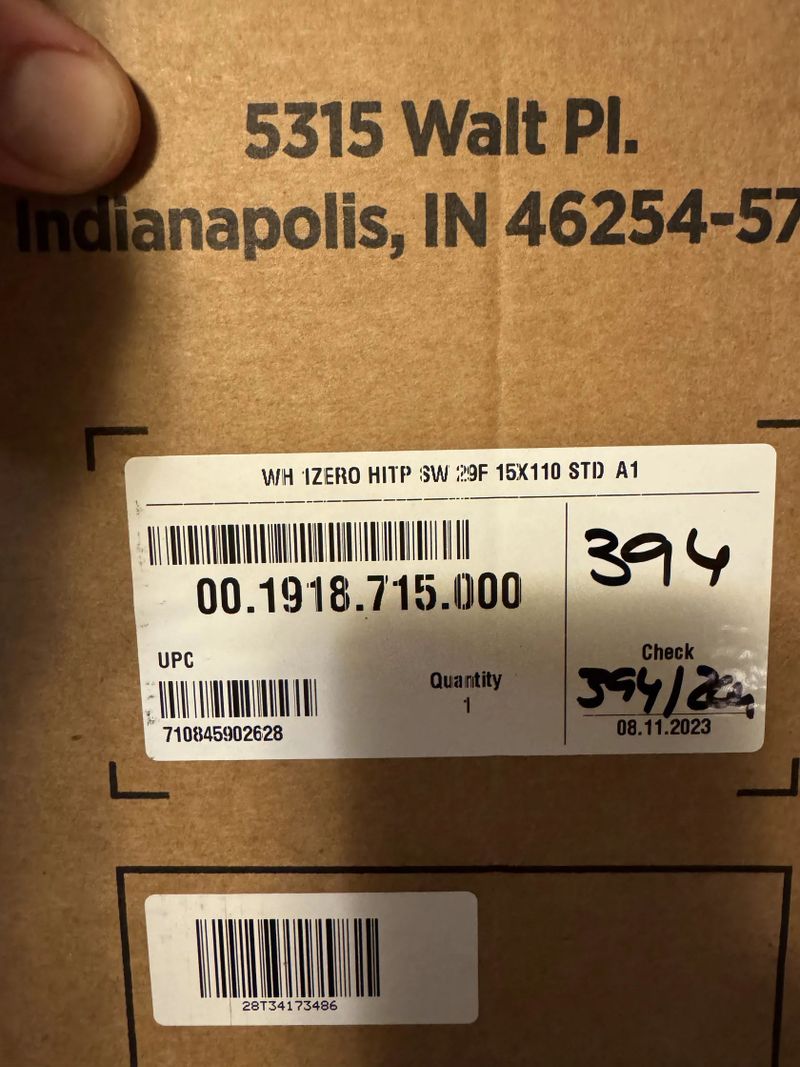 5315 Walt Pl.
Indianapolis, IN 46254-57
WH 1ZERO HITP SW 29F 15X110 STD A1
00.1918.715.000
394
UPC
710845902628
Quantity
1
Check
394/
08.11.2023
28T34173486